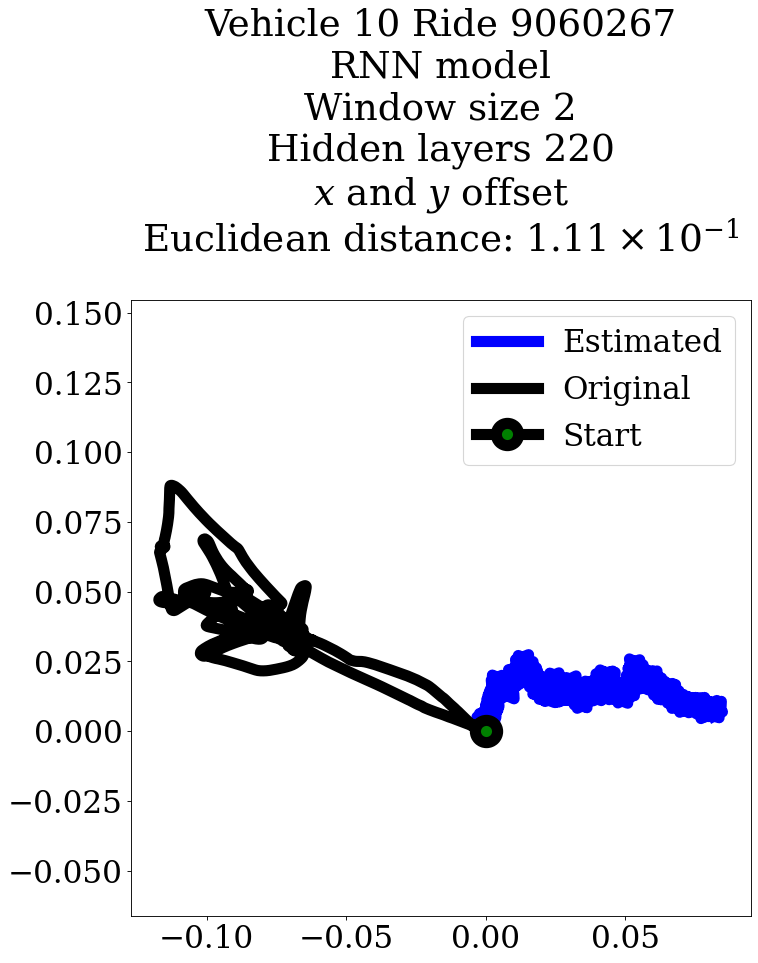 Vehicle 10 Ride 9060267
RNN model
Window size 2
Hidden layers 220
x and y offset
Euclidean distance: 1.11 × 10⁻¹
0.150
0.125
0.100
0.075
0.050
0.025
0.000
−0.025
−0.050
Estimated
Original
Start
−0.10
−0.05
0.00
0.05